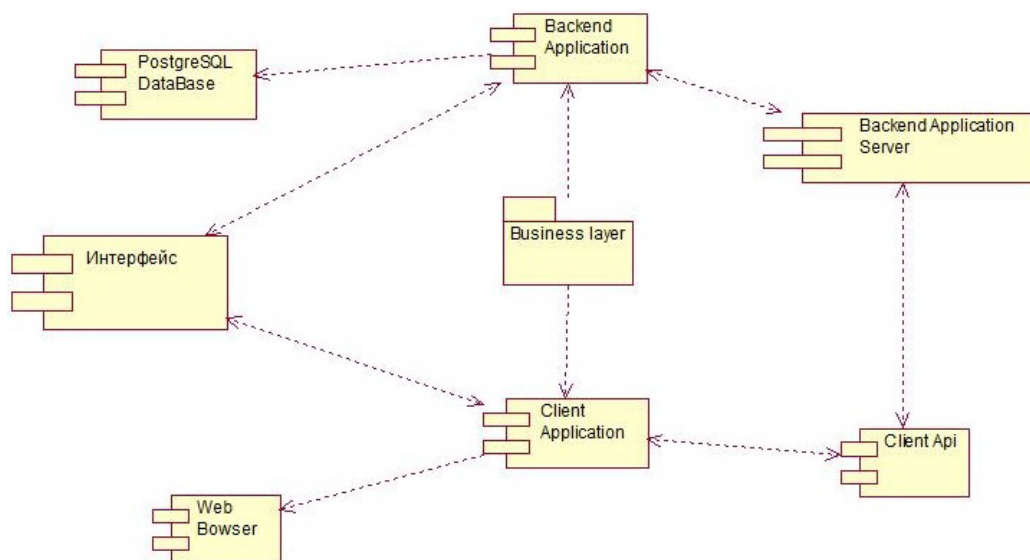 Backend
Application
PostgreSQL
DataBase
Backend Application
Server
Business layer
Интерфейс
Client
Application
Client Api
Web
Bowser